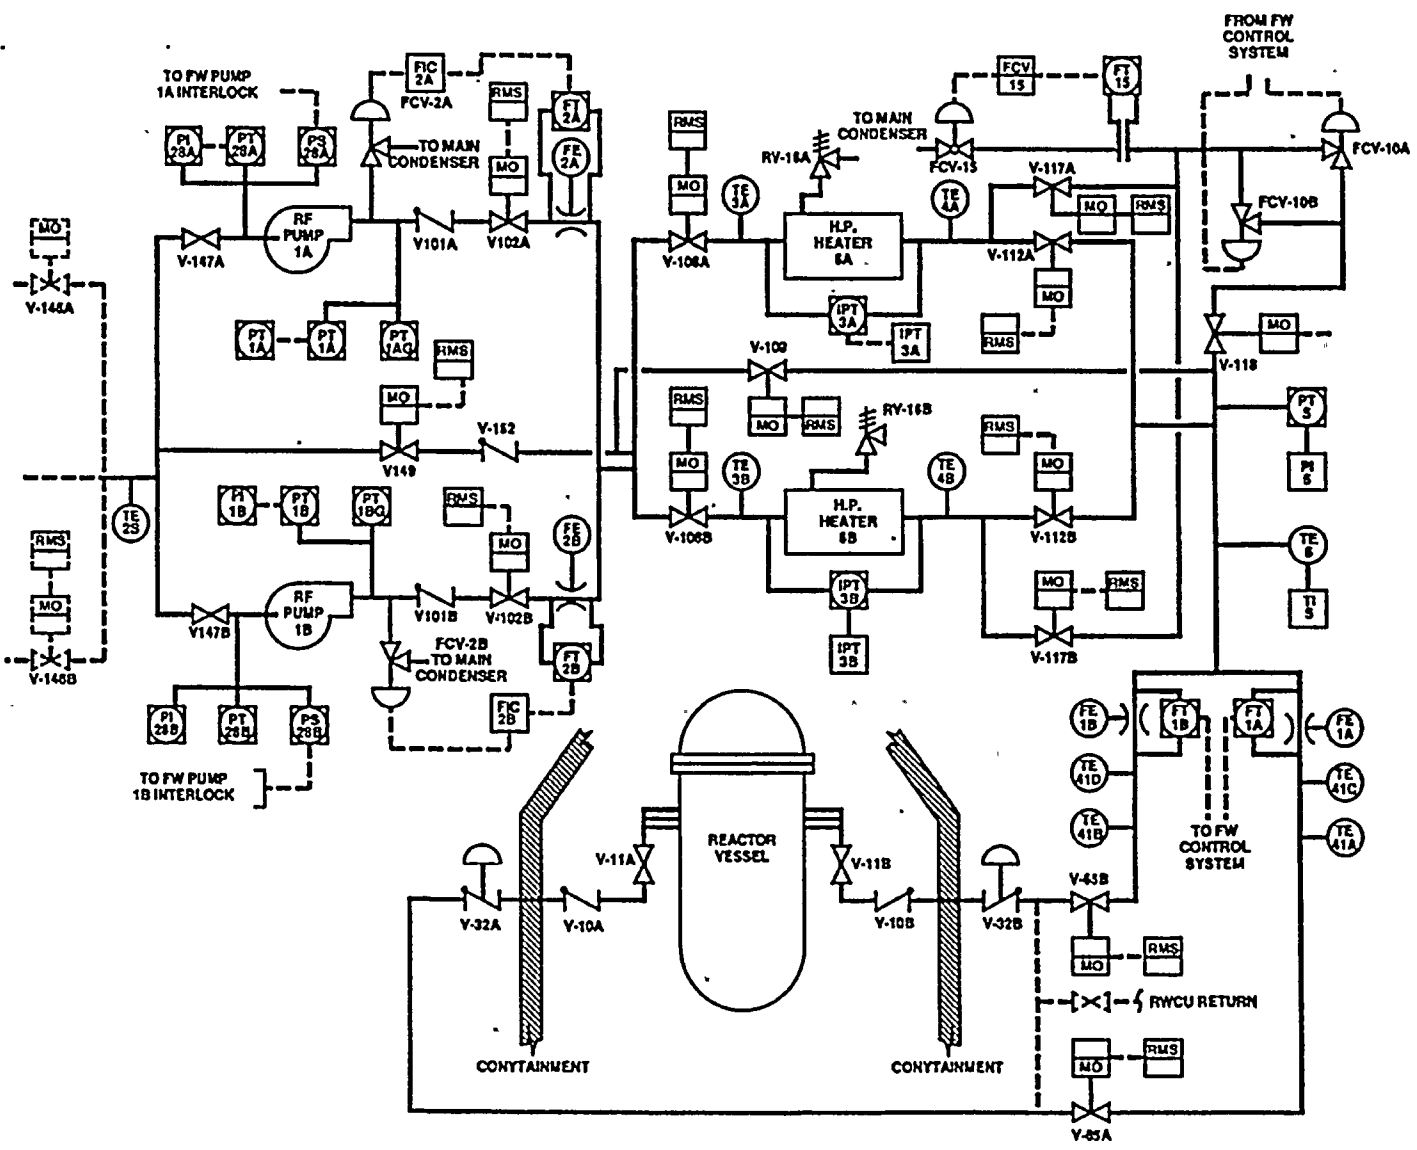 FROM FW
CONTROL
SYSTEM
TO FW PUMP
1A INTERLOCK
FIC
2A
FCV-2A
RMS
FT
2A
FCV
15
FT
15
PI
28A
PT
28A
PS
28A
TO MAIN
CONDENSER
FE
2A
MO
RMS
MO
TO MAIN
CONDENSER
FCV-15
RV-16A
FCV-10A
V-117A
MO
RMS
FCV-10B
TE
3A
TE
4A
RF
PUMP
1A
V-147A
V101A
V102A
V-106A
H.P.
HEATER
6A
V-112A
MO
V-146A
MO
RMS
MO
V-118
PT
1A
PT
1A
PT
1AG
RMS
IPT
3A
IPT
3A
V-109
MO
RMS
MO
V149
V-152
RMS
MO
RV-16B
RMS
MO
PT
5
PI
6
TE
3B
TE
4B
TE
2S
PI
1B
PT
1B
PT
1BG
RMS
MO
FE
2B
V-106B
H.P.
HEATER
6B
V-112B
TE
6
TI
5
RMS
MO
V-146B
RF
PUMP
1B
V147B
V101B
V-102B
IPT
3B
IPT
3B
MO
RMS
V-117B
FCV-2B
TO MAIN
CONDENSER
FT
2B
FIC
2B
PI
28B
PT
28B
PS
28B
TO FW PUMP
1B INTERLOCK
FE
1B
FT
1B
FT
1A
FE
1A
TE
41D
TE
41C
TE
41B
TE
41A
TO FW
CONTROL
SYSTEM
REACTOR
VESSEL
V-11A
V-11B
V-32A
V-10A
V-10B
V-32B
V-65B
MO
RMS
RWCU RETURN
CONYTAINMENT
CONYTAINMENT
MO
RMS
V-65A